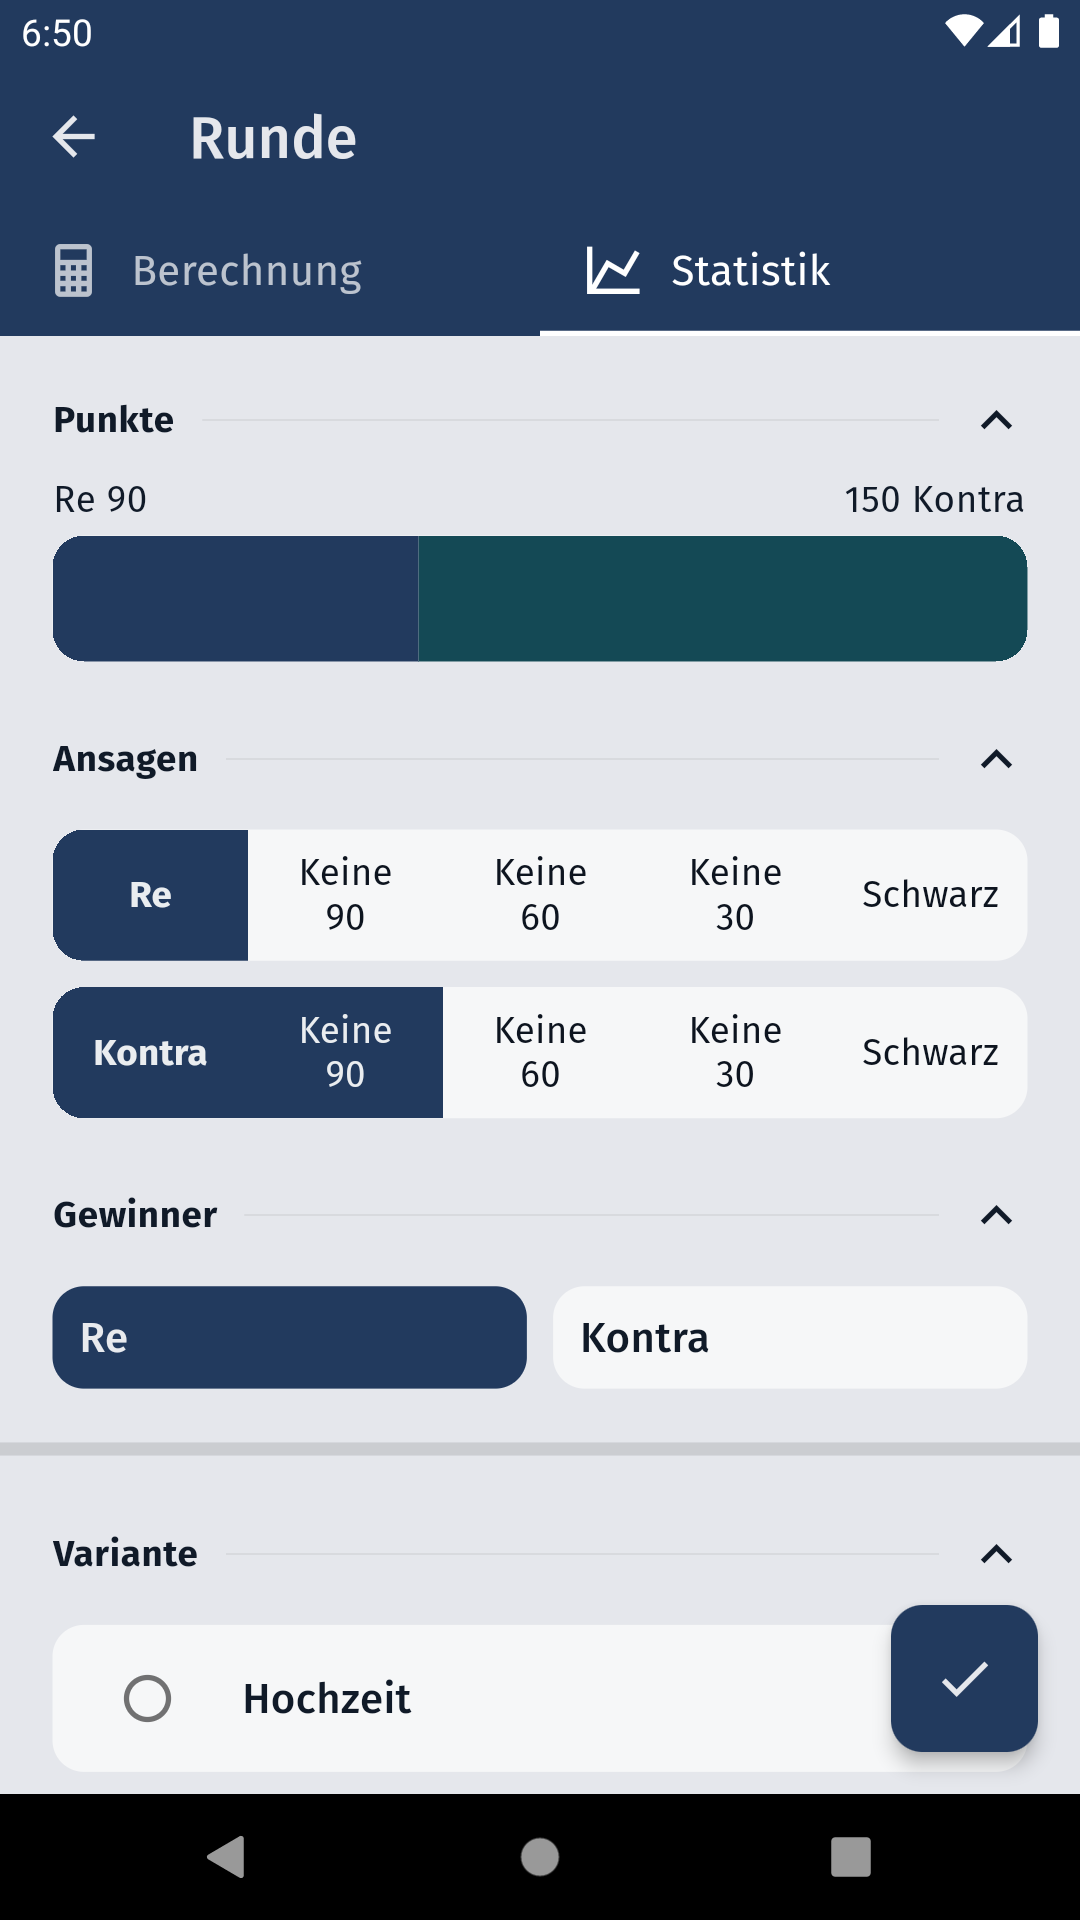 6:50
Runde
Berechnung
Statistik
Punkte
Re 90
150 Kontra
Ansagen
Re
Keine
90
Keine
60
Keine
30
Schwarz
Kontra
Keine
90
Keine
60
Keine
30
Schwarz
Gewinner
Re
Kontra
Variante
Hochzeit